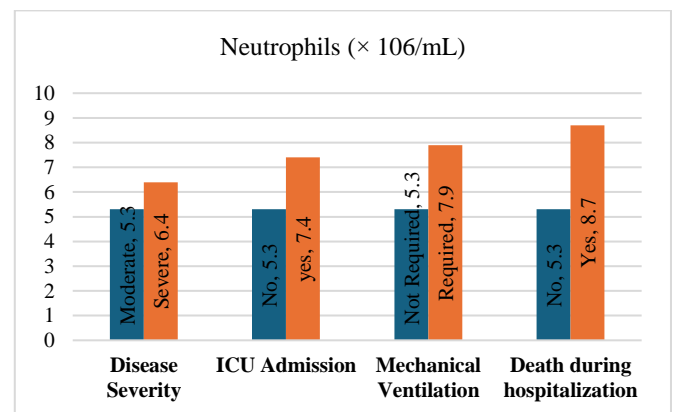 Neutrophils (× 106/mL)
10
9
8
7
6
5
4
3
2
1
0
Moderate, 5.3
Severe, 6.4
No, 5.3
yes, 7.4
Not Required, 5.3
Required, 7.9
No, 5.3
Yes, 8.7
Disease
Severity
ICU Admission
Mechanical
Ventilation
Death during
hospitalization